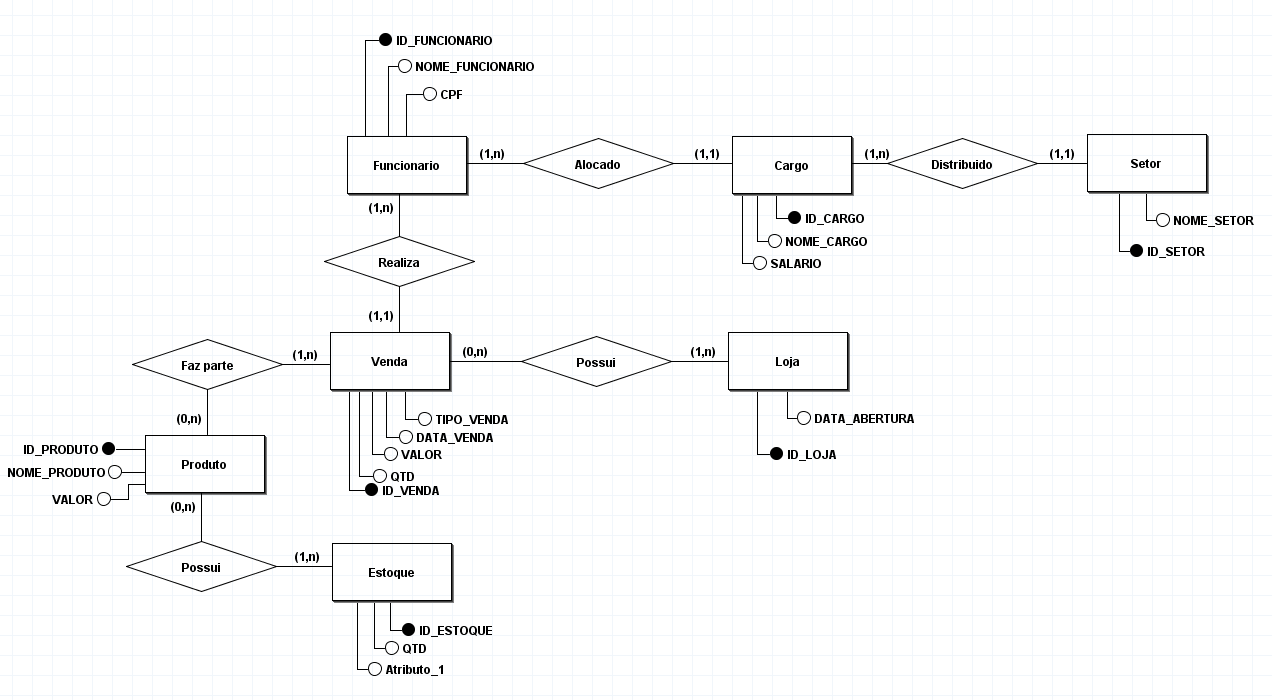 ID_FUNCIONARIO
NOME_FUNCIONARIO
CPF
Funcionario
(1,n)
Alocado
(1,1)
Cargo
(1,n)
Distribuido
(1,1)
Setor
(1,n)
ID_CARGO
NOME_CARGO
SALARIO
NOME_SETOR
ID_SETOR
Realiza
(1,1)
Faz parte
(1,n)
Venda
(0,n)
Possui
(1,n)
Loja
(0,n)
TIPO_VENDA
DATA_VENDA
VALOR
QTD
ID_VENDA
DATA_ABERTURA
ID_LOJA
ID_PRODUTO
NOME_PRODUTO
VALOR
Produto
(0,n)
Possui
(1,n)
Estoque
ID_ESTOQUE
QTD
Atributo_1